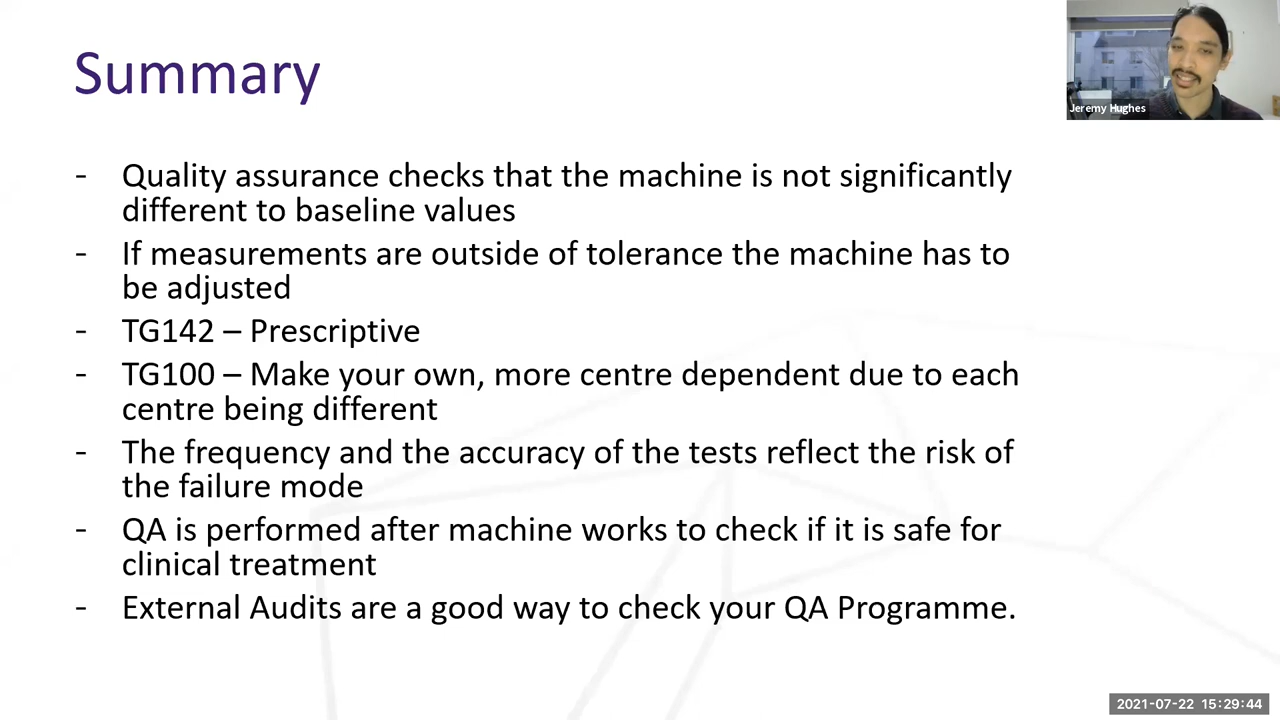 Summary
Jeremy Hughes
- Quality assurance checks that the machine is not significantly
different to baseline values
- If measurements are outside of tolerance the machine has to
be adjusted
- TG142 – Prescriptive
- TG100 – Make your own, more centre dependent due to each
centre being different
- The frequency and the accuracy of the tests reflect the risk of
the failure mode
- QA is performed after machine works to check if it is safe for
clinical treatment
- External Audits are a good way to check your QA Programme.
2021-07-22 15:29:44